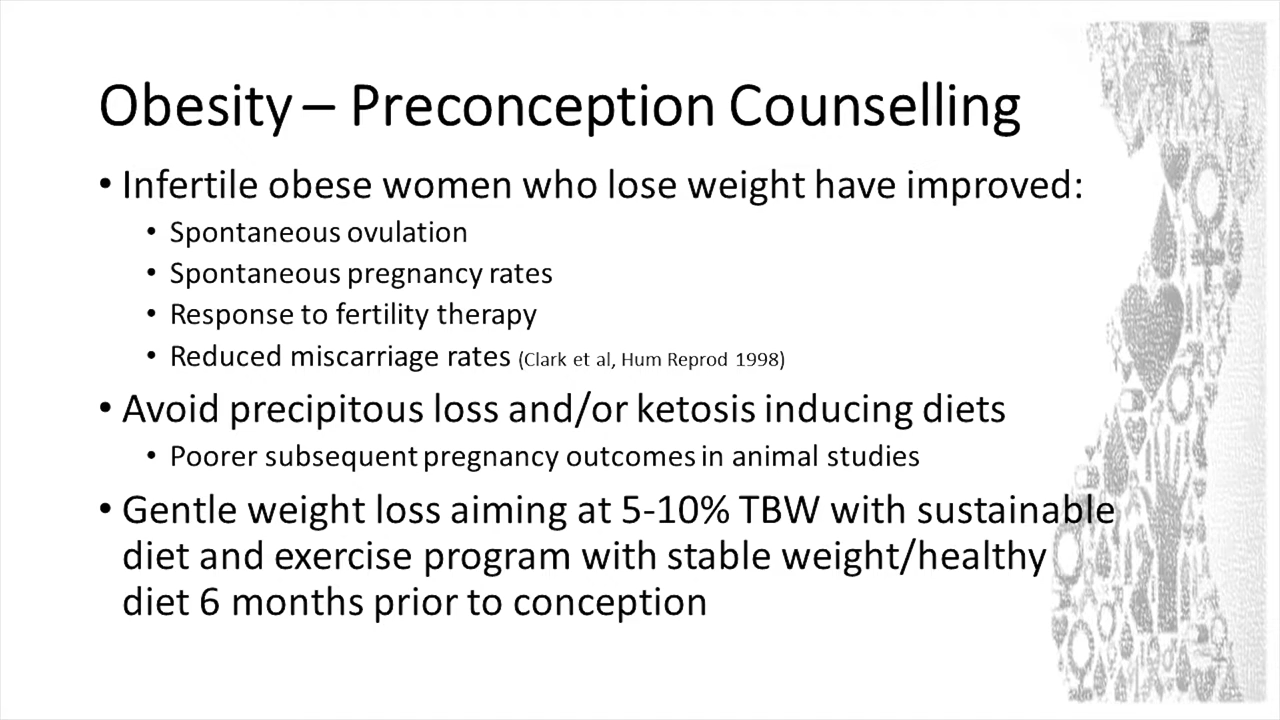 Obesity – Preconception Counselling
• Infertile obese women who lose weight have improved:
• Spontaneous ovulation
• Spontaneous pregnancy rates
• Response to fertility therapy
• Reduced miscarriage rates (Clark et al, Hum Reprod 1998)
• Avoid precipitous loss and/or ketosis inducing diets
• Poorer subsequent pregnancy outcomes in animal studies
• Gentle weight loss aiming at 5-10% TBW with sustainable
diet and exercise program with stable weight/healthy
diet 6 months prior to conception